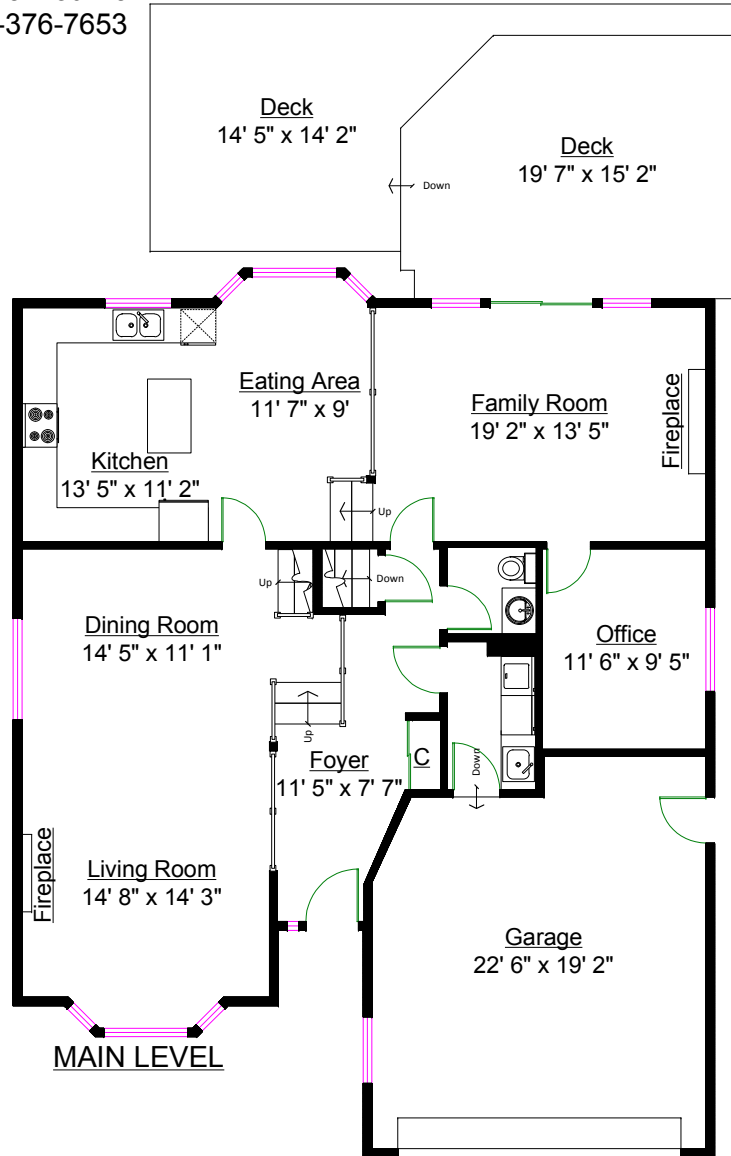 -376-7653
Deck
14' 5" x 14' 2"
Deck
19' 7" x 15' 2"
Down
Eating Area
11' 7" x 9'
Family Room
19' 2" x 13' 5"
Fireplace
Kitchen
13' 5" x 11' 2"
Up
Up
Down
Dining Room
14' 5" x 11' 1"
Office
11' 6" x 9' 5"
Up
Foyer
11' 5" x 7' 7"
C
Down
Fireplace
Living Room
14' 8" x 14' 3"
Garage
22' 6" x 19' 2"
MAIN LEVEL